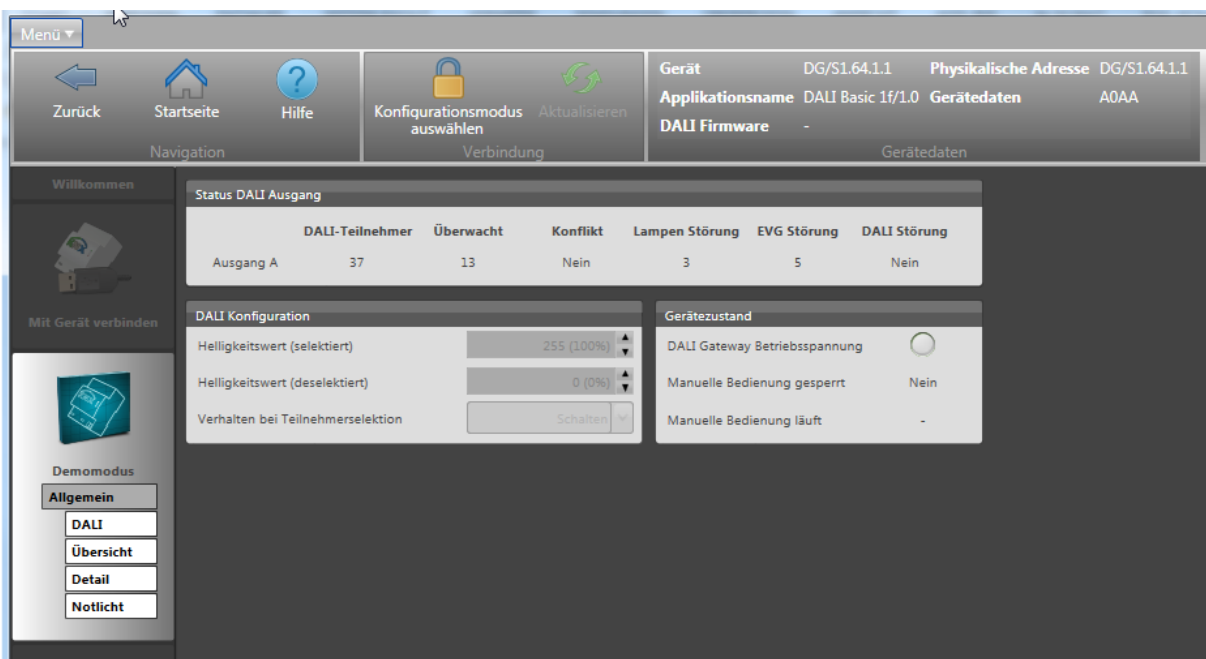 Menü
Zurück Startseite Hilfe
Navigation
Konfigurationsmodus auswählen
Aktualisieren
Verbindung
Gerät DG/S1.64.1.1 Physikalische Adresse DG/S1.64.1.1
Applikationsname DALI Basic 1f/1.0 Gerätedaten A0AA
DALI Firmware -
Gerätedaten
Willkommen
Mit Gerät verbinden
Demomodus
Allgemein
DALI
Übersicht
Detail
Notlicht
Status DALI Ausgang
DALI-Teilnehmer Überwacht Konflikt Lampen Störung EVG Störung DALI Störung
Ausgang A 37 13 Nein 3 5 Nein
DALI Konfiguration
Helligkeitswert (selektiert) 255 (100%)
Helligkeitswert (deselektiert) 0 (0%)
Verhalten bei Teilnehmerselektion Schalten
Gerätezustand
DALI Gateway Betriebsspannung
Manuelle Bedienung gesperrt Nein
Manuelle Bedienung läuft -